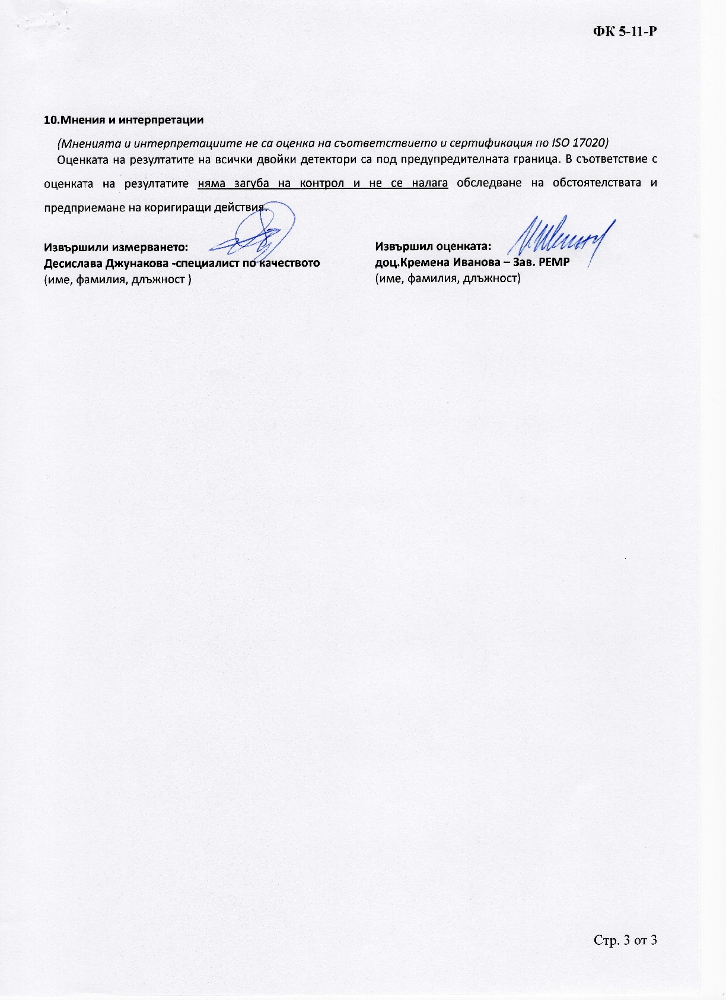 ФК 5-11-Р
10.Мнения и интерпретации
(Мненията и интерпретациите не са оценка на съответствието и сертификация по ISO 17020)
Оценката на резултатите на всички двойки детектори са под предупредителната граница. В съответствие с
оценката на резултатите няма загуба на контрол и не се налага обследване на обстоятелствата и
предприемане на коригиращи действия.
Извършили измерването:
Десислава Джунакова -специалист по качеството
(име, фамилия, длъжност )
Извършил оценката:
доц.Кремена Иванова – Зав. РЕМР
(име, фамилия, длъжност)
Стр. 3 от 3